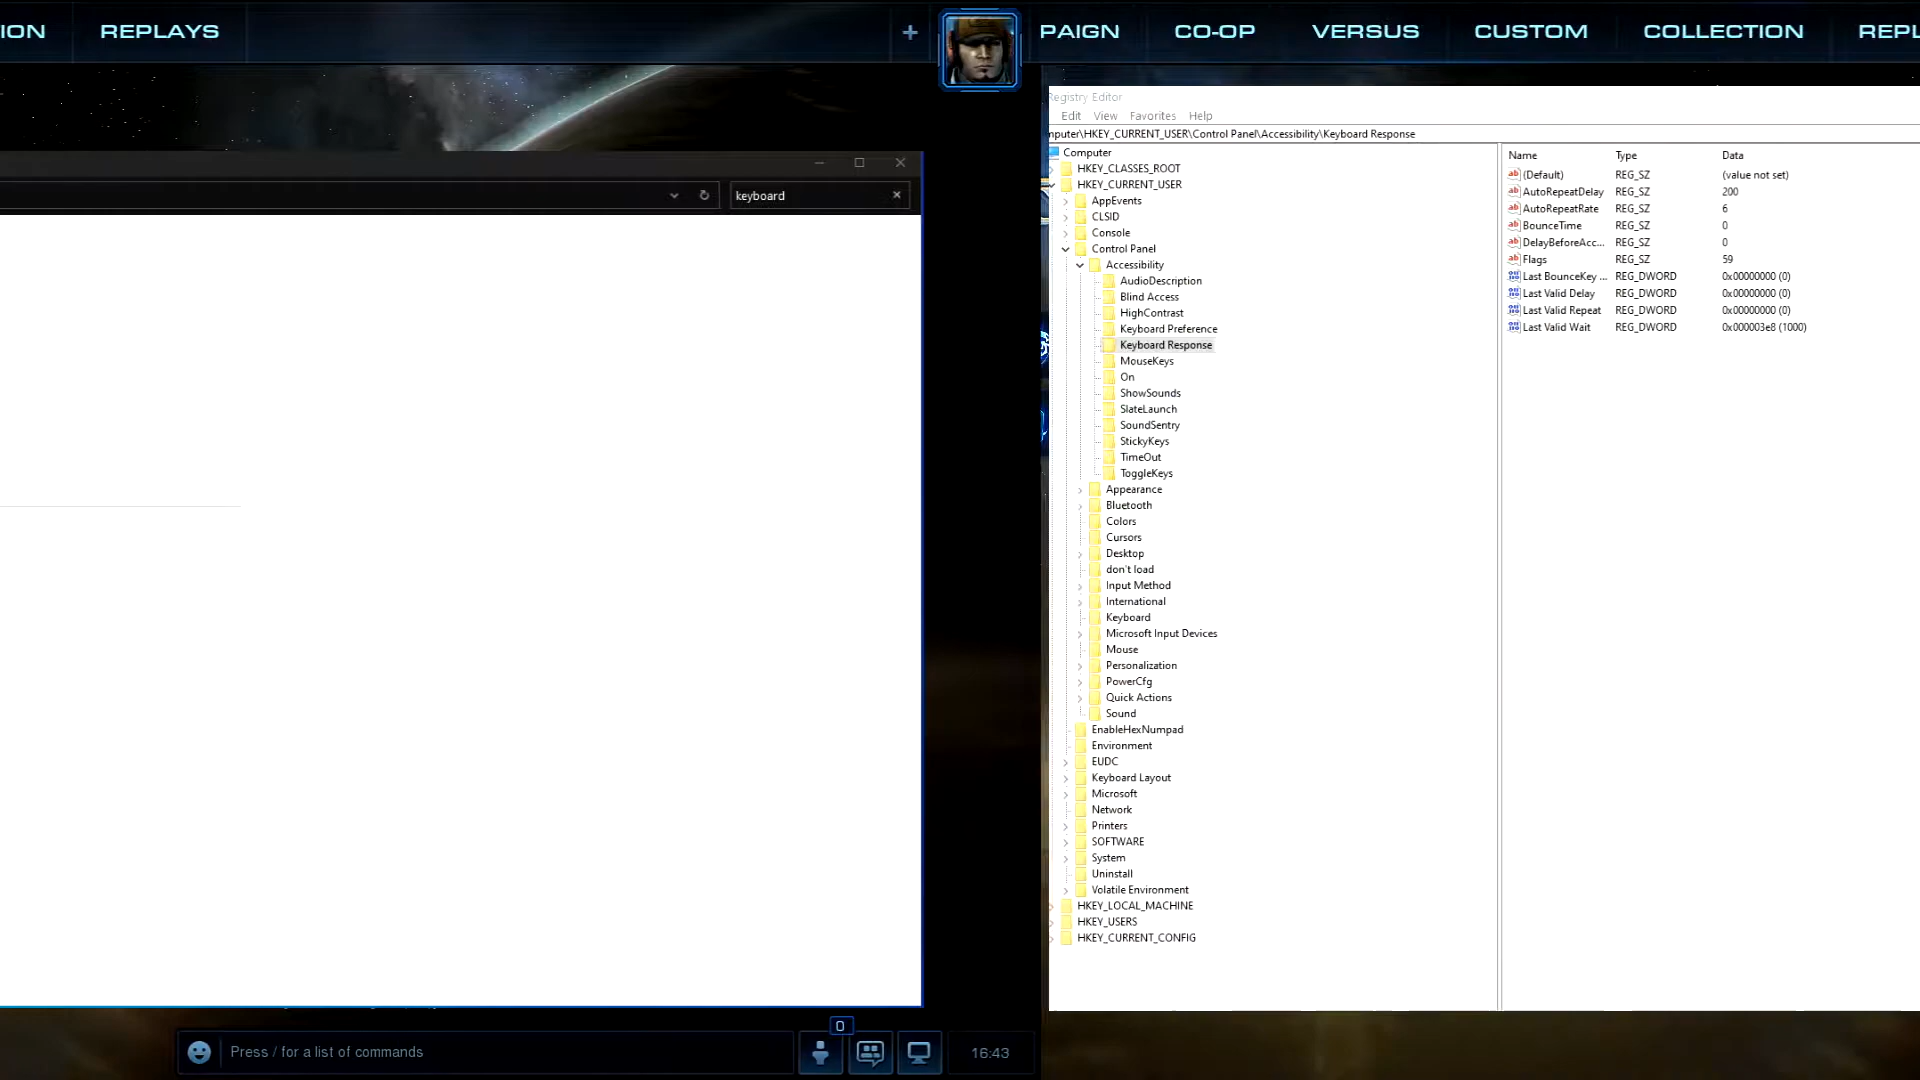 ION
REPLAYS
+
PAIGN
CO-OP
VERSUS
CUSTOM
COLLECTION
REPL
keyboard
Registry Editor
Edit View Favorites Help
mputer\HKEY_CURRENT_USER\Control Panel\Accessibility\Keyboard Response
Computer
HKEY_CLASSES_ROOT
HKEY_CURRENT_USER
AppEvents
CLSID
Console
Control Panel
Accessibility
AudioDescription
Blind Access
HighContrast
Keyboard Preference
Keyboard Response
MouseKeys
On
ShowSounds
SlateLaunch
SoundSentry
StickyKeys
TimeOut
ToggleKeys
Appearance
Bluetooth
Colors
Cursors
Desktop
don't load
Input Method
International
Keyboard
Microsoft Input Devices
Mouse
Personalization
PowerCfg
Quick Actions
Sound
EnableHexNumpad
Environment
EUDC
Keyboard Layout
Microsoft
Network
Printers
SOFTWARE
System
Uninstall
Volatile Environment
HKEY_LOCAL_MACHINE
HKEY_USERS
HKEY_CURRENT_CONFIG
Name Type Data
(Default) REG_SZ (value not set)
AutoRepeatDelay REG_SZ 200
AutoRepeatRate REG_SZ 6
BounceTime REG_SZ 0
DelayBeforeAcc... REG_SZ 0
Flags REG_SZ 59
Last BounceKey ... REG_DWORD 0x00000000 (0)
Last Valid Delay REG_DWORD 0x00000000 (0)
Last Valid Repeat REG_DWORD 0x00000000 (0)
Last Valid Wait REG_DWORD 0x000003e8 (1000)
0
Press / for a list of commands
16:43